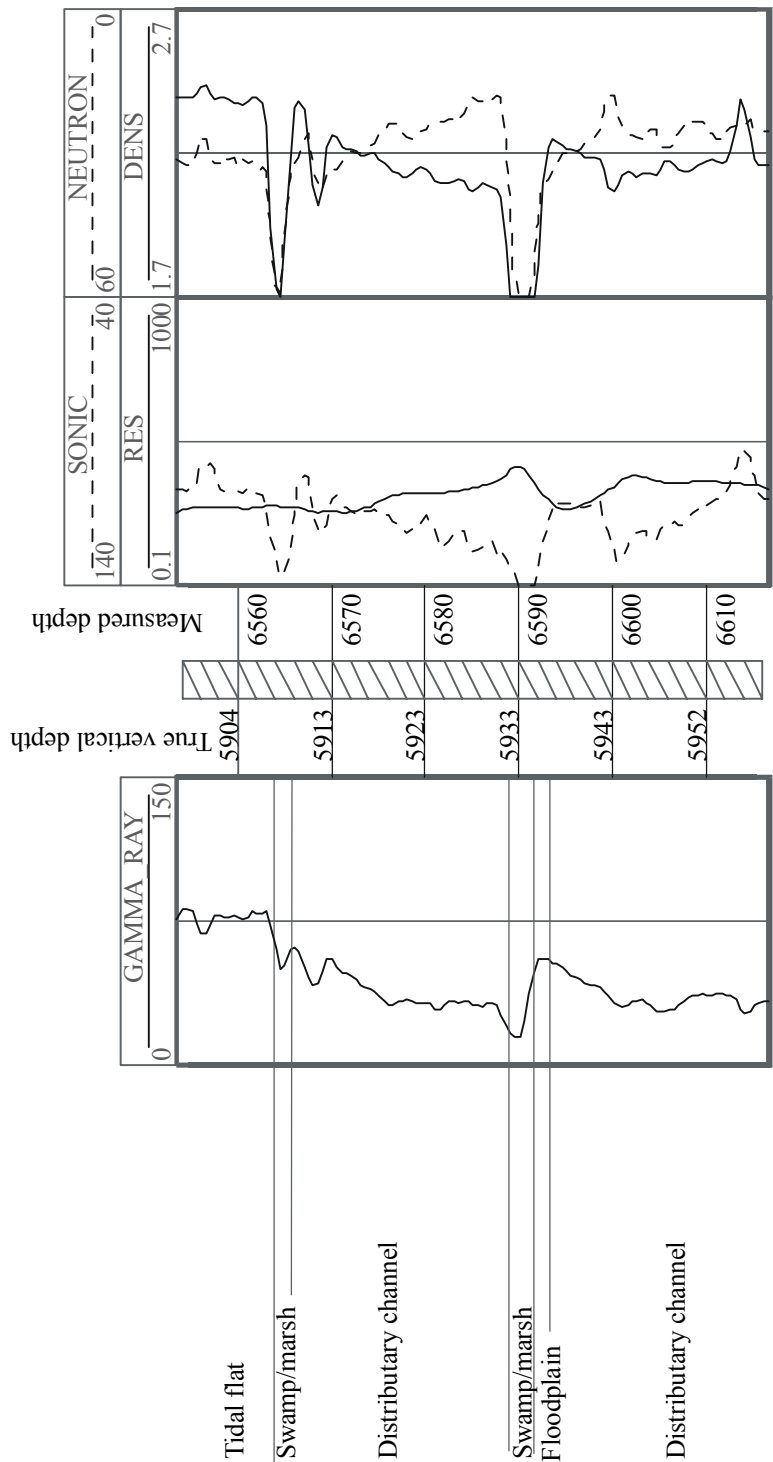 GAMMA_RAY
0 150
True vertical depth
Measured depth
SONIC
140 40
RES
0.1 1000
NEUTRON
60 0
DENS
1.7 2.7
Tidal flat
5904 6560
Swamp/marsh
5913 6570
Distributary channel
5923 6580
Swamp/marsh
5933 6590
Floodplain
5943 6600
Distributary channel
5952 6610